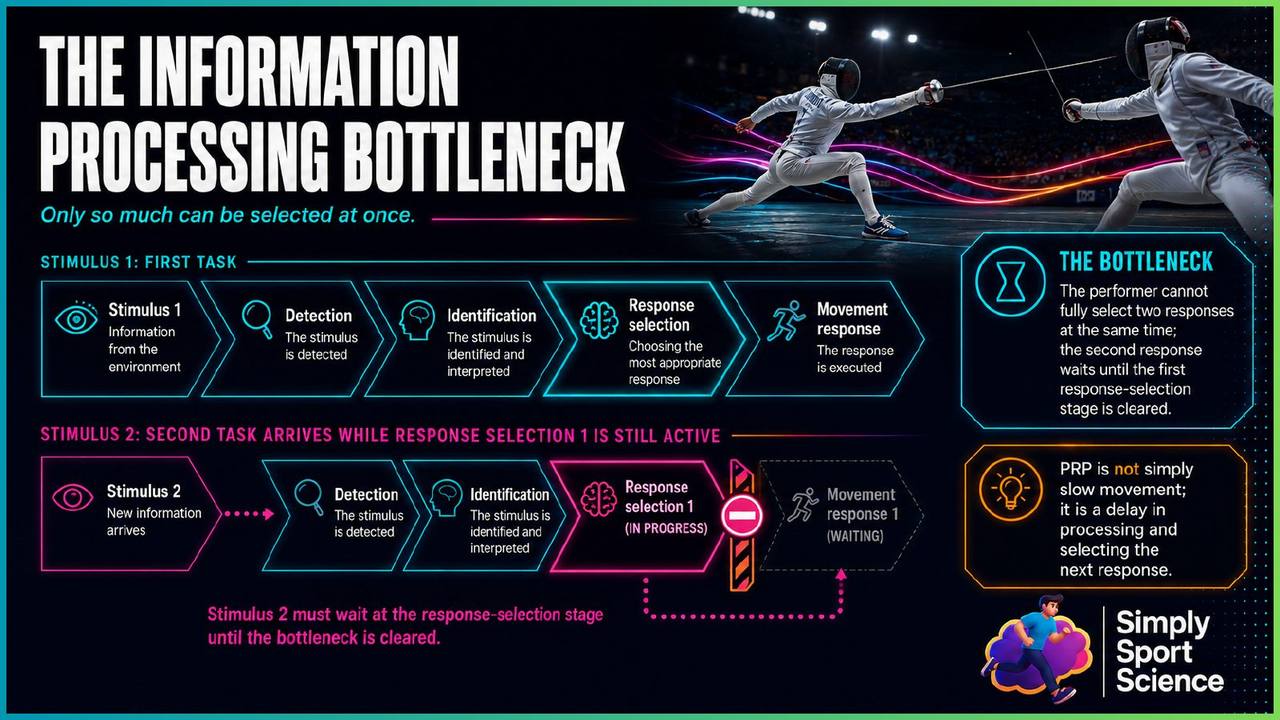 THE INFORMATION
PROCESSING BOTTLENECK
Only so much can be selected at once.
STIMULUS 1: FIRST TASK
Stimulus 1
Information
from the
environment
Detection
The stimulus
is detected
Identification
The stimulus is
identified and
interpreted
Response
selection
Choosing the
most appropriate
response
Movement
response
The response
is executed
THE BOTTLENECK
The performer cannot
fully select two responses
at the same time;
the second response
waits until the first
response-selection
stage is cleared.
STIMULUS 2: SECOND TASK ARRIVES WHILE RESPONSE SELECTION 1 IS STILL ACTIVE
Stimulus 2
New information
arrives
Detection
The stimulus
is detected
Identification
The stimulus is
identified and
interpreted
Response
selection 1
(IN PROGRESS)
Movement
response 1
(WAITING)
PRP is not simply
slow movement;
it is a delay in
processing and
selecting the
next response.
Stimulus 2 must wait at the response-selection stage
until the bottleneck is cleared.
Simply
Sport
Science